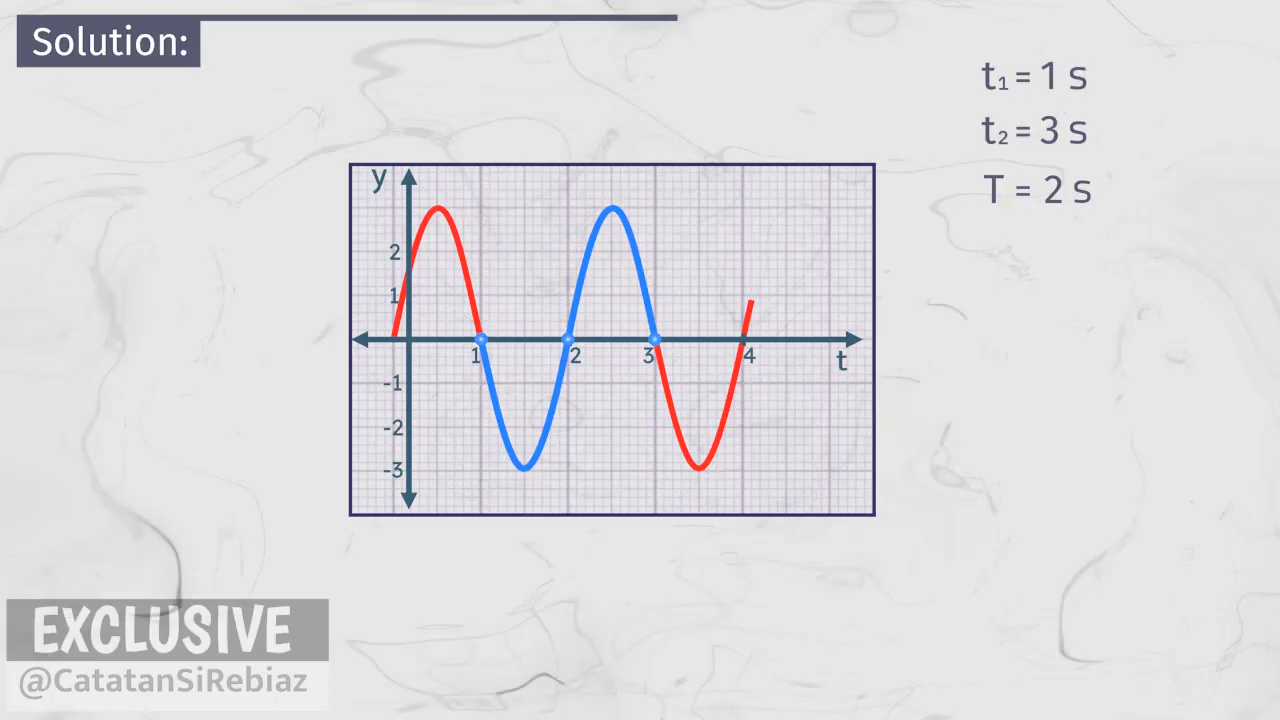 Solution:
t₁ = 1 s
t₂ = 3 s
T = 2 s
y
2
1
-1
-2
-3
1
2
3
4
t
EXCLUSIVE
@CatatanSiRebiaz